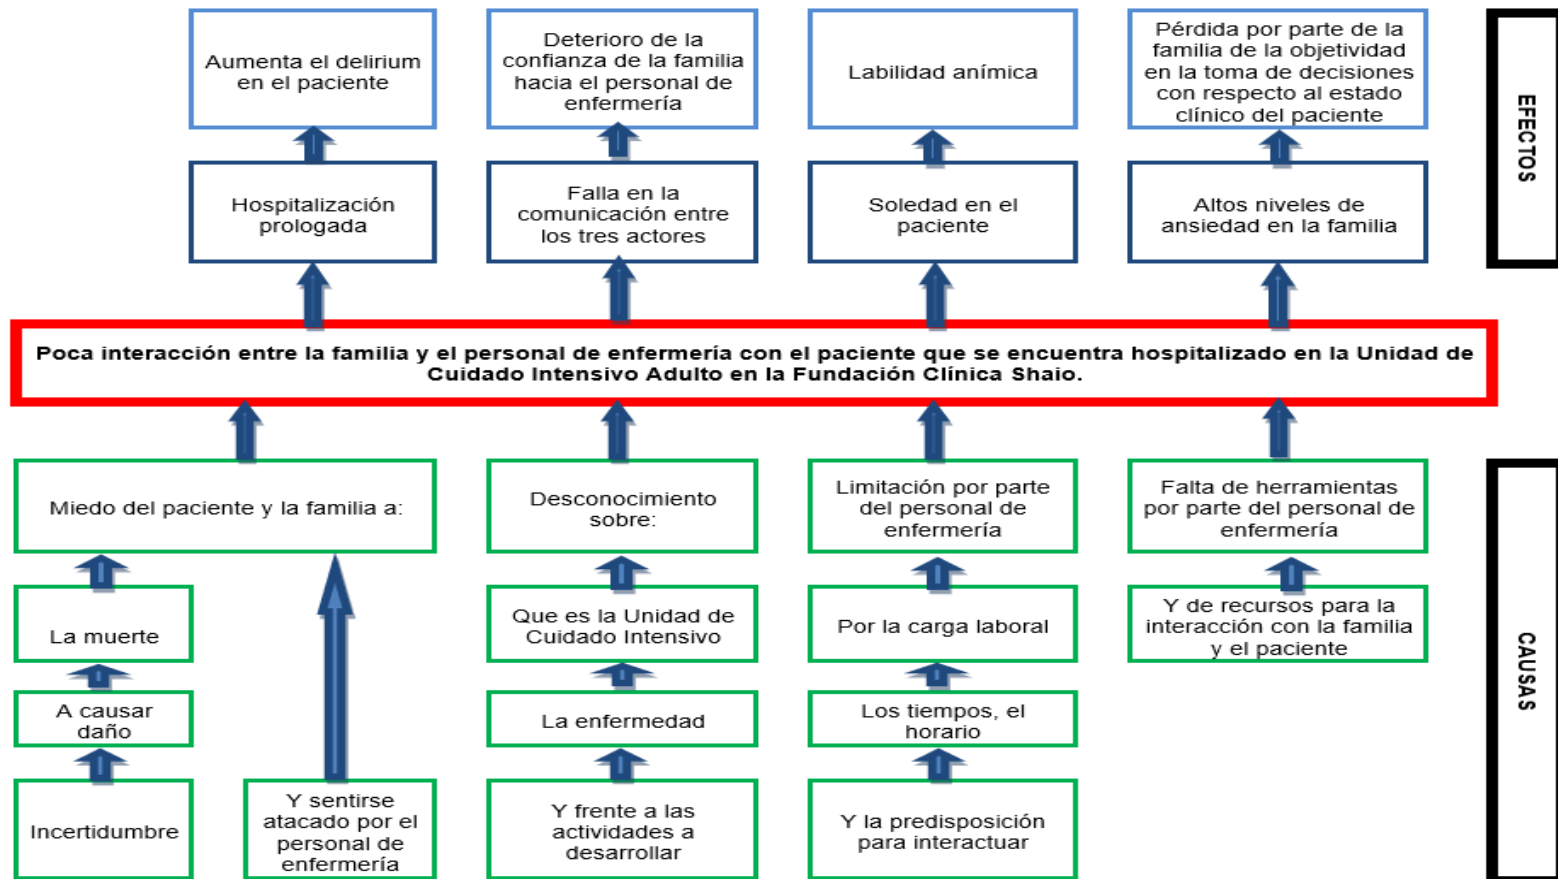 Aumenta el delirium
en el paciente
Deterioro de la
confianza de la familia
hacia el personal de
enfermería
Labilidad anímica
Pérdida por parte de la
familia de la objetividad
en la toma de decisiones
con respecto al estado
clínico del paciente
EFECTOS
Hospitalización
prologada
Falla en la
comunicación entre
los tres actores
Soledad en el
paciente
Altos niveles de
ansiedad en la familia
Poca interacción entre la familia y el personal de enfermería con el paciente que se encuentra hospitalizado en la Unidad de
Cuidado Intensivo Adulto en la Fundación Clínica Shaio.
Miedo del paciente y la familia a:
Desconocimiento
sobre:
Limitación por parte
del personal de
enfermería
Falta de herramientas
por parte del personal de
enfermería
La muerte
Que es la Unidad de
Cuidado Intensivo
Por la carga laboral
Y de recursos para la
interacción con la familia
y el paciente
CAUSAS
A causar
daño
La enfermedad
Los tiempos, el
horario
Incertidumbre
Y sentirse
atacado por el
personal de
enfermería
Y frente a las
actividades a
desarrollar
Y la predisposición
para interactuar